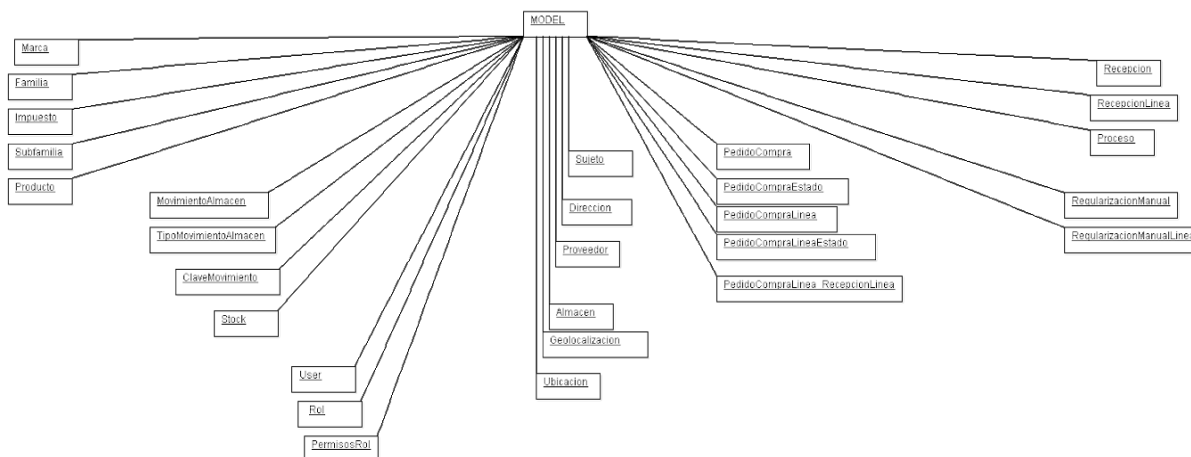 MODEL
Marca
Familia
Impuesto
Subfamilia
Producto
MovimientoAlmacen
TipoMovimientoAlmacen
ClaveMovimiento
Stock
User
Rol
PermisosRol
Sujeto
Direccion
Proveedor
Almacen
Geolocalizacion
Ubicacion
PedidoCompra
PedidoCompraEstado
PedidoCompraLinea
PedidoCompraLineaEstado
PedidoCompraLinea_RecepcionLinea
Recepcion
RecepcionLinea
Proceso
RegularizacionManual
RegularizacionManualLinea